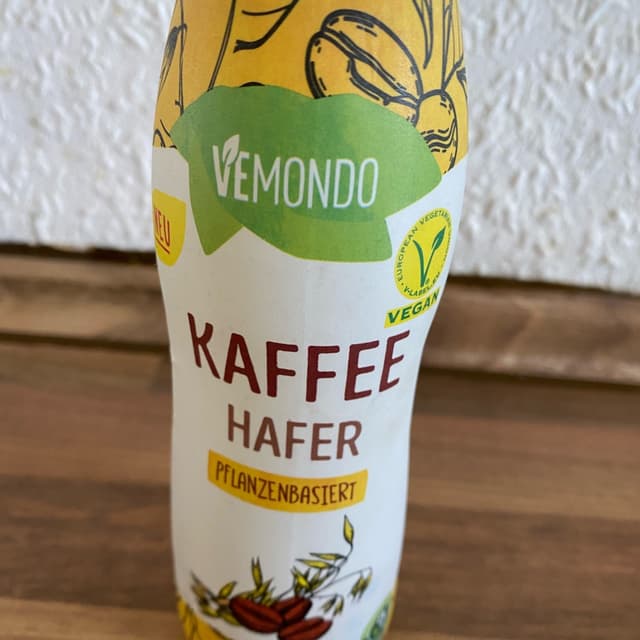 VEMONDO
NEU
EUROPEAN VEGETARIAN
V-LABEL
VEGAN
KAFFEE
HAFER
PFLANZENBASIERT